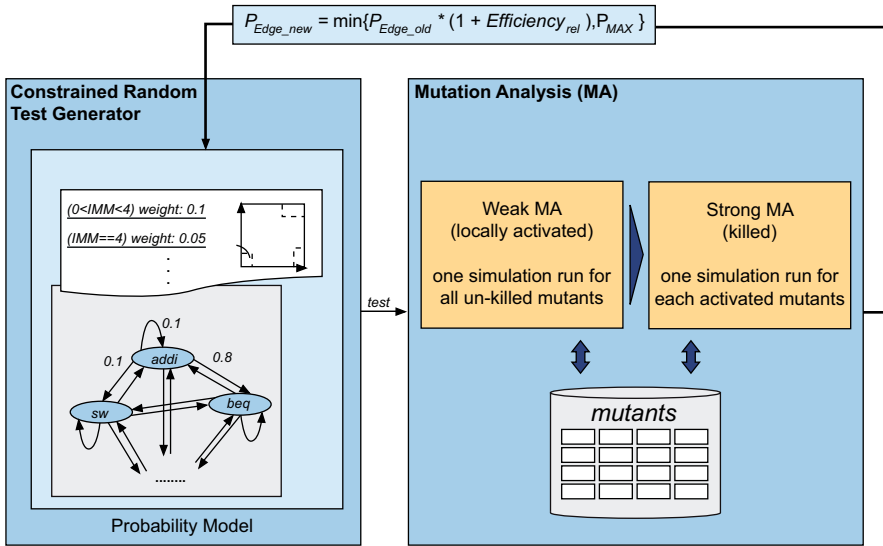 P_Edge_new = min{P_Edge_old * (1 + Efficiency_rel),P_MAX }
Constrained Random
Test Generator
(0<IMM<4) weight: 0.1
(IMM==4) weight: 0.05
.
.
.
0.1
0.1
addi
0.8
sw
beq
........
Probability Model
test
Mutation Analysis (MA)
Weak MA
(locally activated)
one simulation run for
all un-killed mutants
Strong MA
(killed)
one simulation run for
each activated mutants
mutants